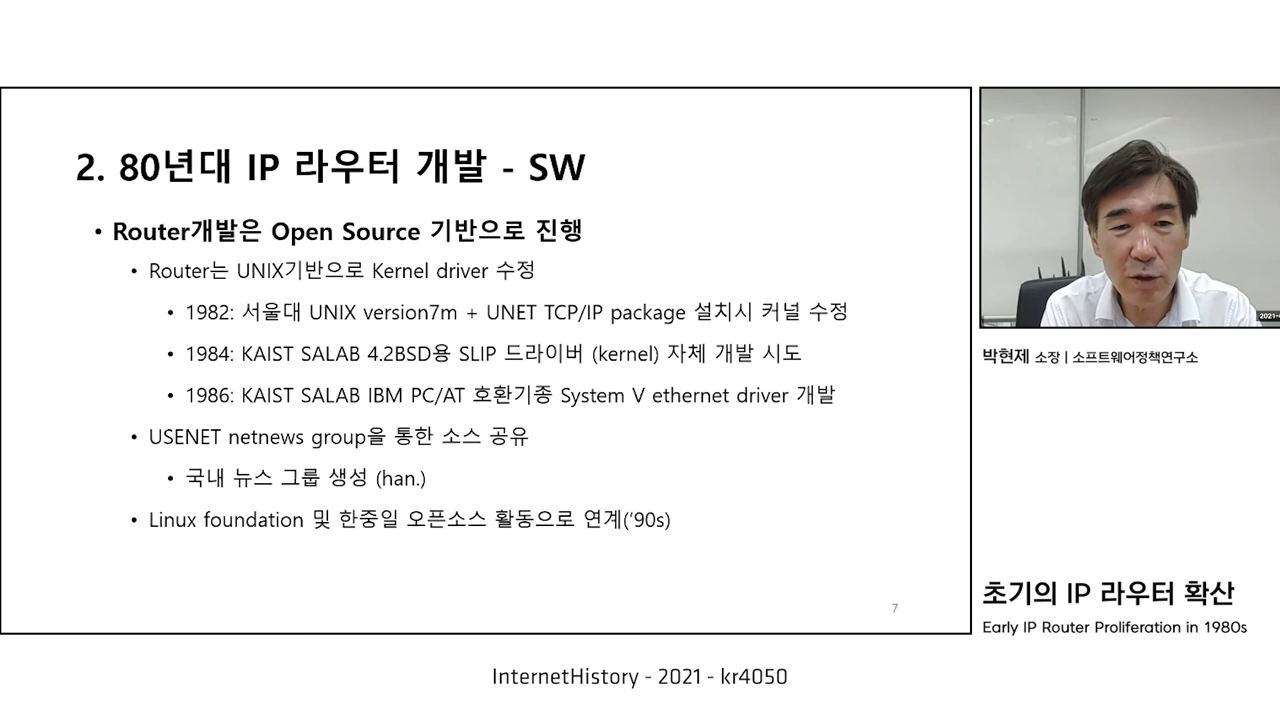 2. 80년대 IP 라우터 개발 - SW
• Router개발은 Open Source 기반으로 진행
• Router는 UNIX기반으로 Kernel driver 수정
• 1982: 서울대 UNIX version7m + UNET TCP/IP package 설치시 커널 수정
• 1984: KAIST SALAB 4.2BSD용 SLIP 드라이버 (kernel) 자체 개발 시도
• 1986: KAIST SALAB IBM PC/AT 호환기종 System V ethernet driver 개발
• USENET netnews group을 통한 소스 공유
• 국내 뉴스 그룹 생성 (han.)
• Linux foundation 및 한중일 오픈소스 활동으로 연계('90s)
7
박현제 소장 | 소프트웨어정책연구소
초기의 IP 라우터 확산
Early IP Router Proliferation in 1980s
InternetHistory - 2021 - kr4050